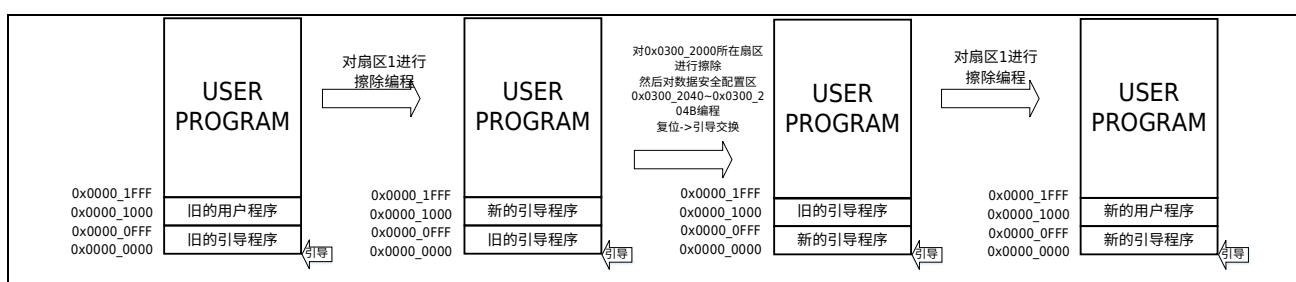 USER
PROGRAM
0x0000_1FFF
0x0000_1000
旧的用户程序
0x0000_0FFF
0x0000_0000
旧的引导程序
引导
对扇区1进行
擦除编程
USER
PROGRAM
0x0000_1FFF
0x0000_1000
新的引导程序
0x0000_0FFF
0x0000_0000
旧的引导程序
引导
对0x0300_2000所在扇区
进行擦除
然后对数据安全配置区
0x0300_2040~0x0300_2
04B编程
复位->引导交换
USER
PROGRAM
0x0000_1FFF
0x0000_1000
旧的引导程序
0x0000_0FFF
0x0000_0000
新的引导程序
引导
对扇区1进行
擦除编程
USER
PROGRAM
0x0000_1FFF
0x0000_1000
新的用户程序
0x0000_0FFF
0x0000_0000
新的引导程序
引导